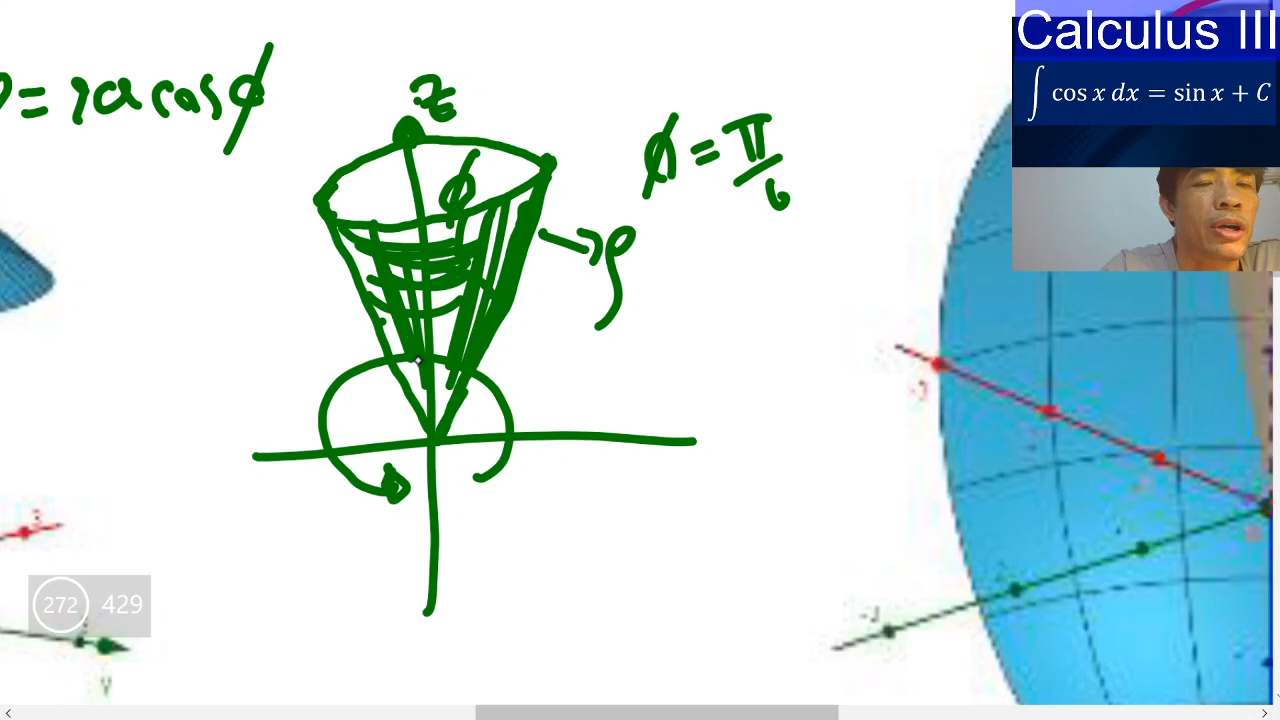 Calculus III
∫ cos x dx = sin x + C
ρ = 2a cos φ
z
φ
φ = π/6
→ ρ
272 429